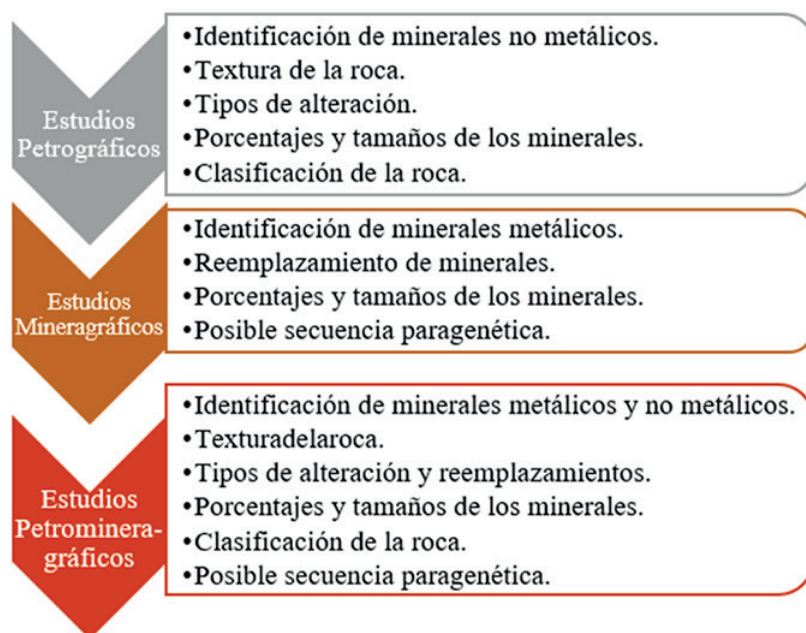 Estudios
Petrográficos
•Identificación de minerales no metálicos.
•Textura de la roca.
•Tipos de alteración.
•Porcentajes y tamaños de los minerales.
•Clasificación de la roca.
Estudios
Mineragráficos
•Identificación de minerales metálicos.
•Reemplazamiento de minerales.
•Porcentajes y tamaños de los minerales.
•Posible secuencia paragenética.
Estudios
Petrominera-
gráficos
•Identificación de minerales metálicos y no metálicos.
•Texturadelaroca.
•Tipos de alteración y reemplazamientos.
•Porcentajes y tamaños de los minerales.
•Clasificación de la roca.
•Posible secuencia paragenética.